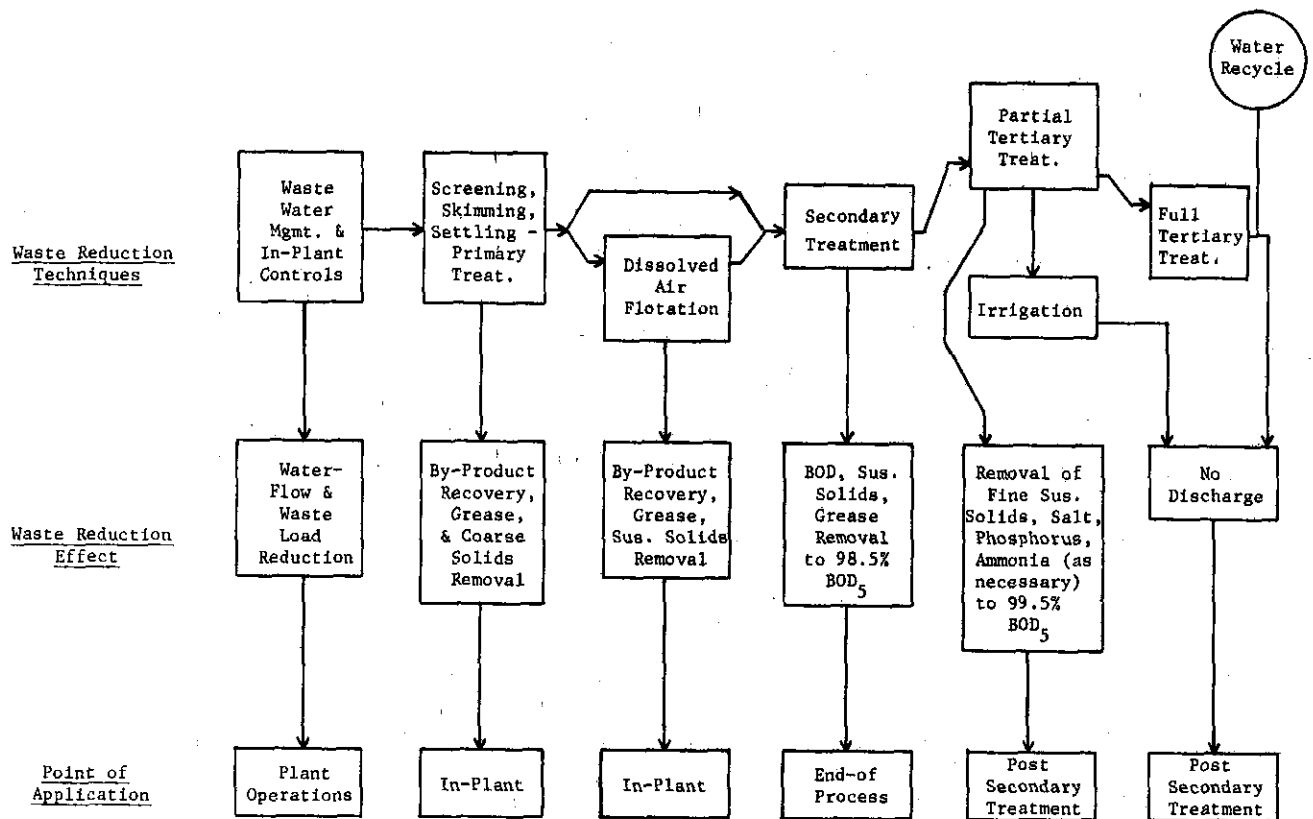 Water
Recycle
Partial
Tertiary
Treat.
Waste
Water
Mgmt. &
In-Plant
Controls
Screening,
Skimming,
Settling -
Primary
Treat.
Secondary
Treatment
Full
Tertiary
Treat.
Waste Reduction
Techniques
Dissolved
Air
Flotation
Irrigation
Waste Reduction
Effect
Water-
Flow &
Waste
Load
Reduction
By-Product
Recovery,
Grease,
& Coarse
Solids
Removal
By-Product
Recovery,
Grease,
Sus. Solids
Removal
BOD, Sus.
Solids,
Grease
Removal
to 98.5%
BOD5
Removal of
Fine Sus.
Solids, Salt,
Phosphorus,
Ammonia (as
necessary)
to 99.5%
BOD5
No
Discharge
Point of
Application
Plant
Operations
In-Plant
In-Plant
End-of
Process
Post
Secondary
Treatment
Post
Secondary
Treatment